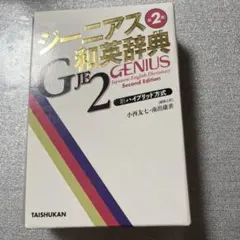 第2版
ジーニアス
和英辞典
GJE2
GENIUS
Japanese-English Dictionary
Second Edition
新ハイブリッド方式
小西友七・南出康世
TAISHUKAN